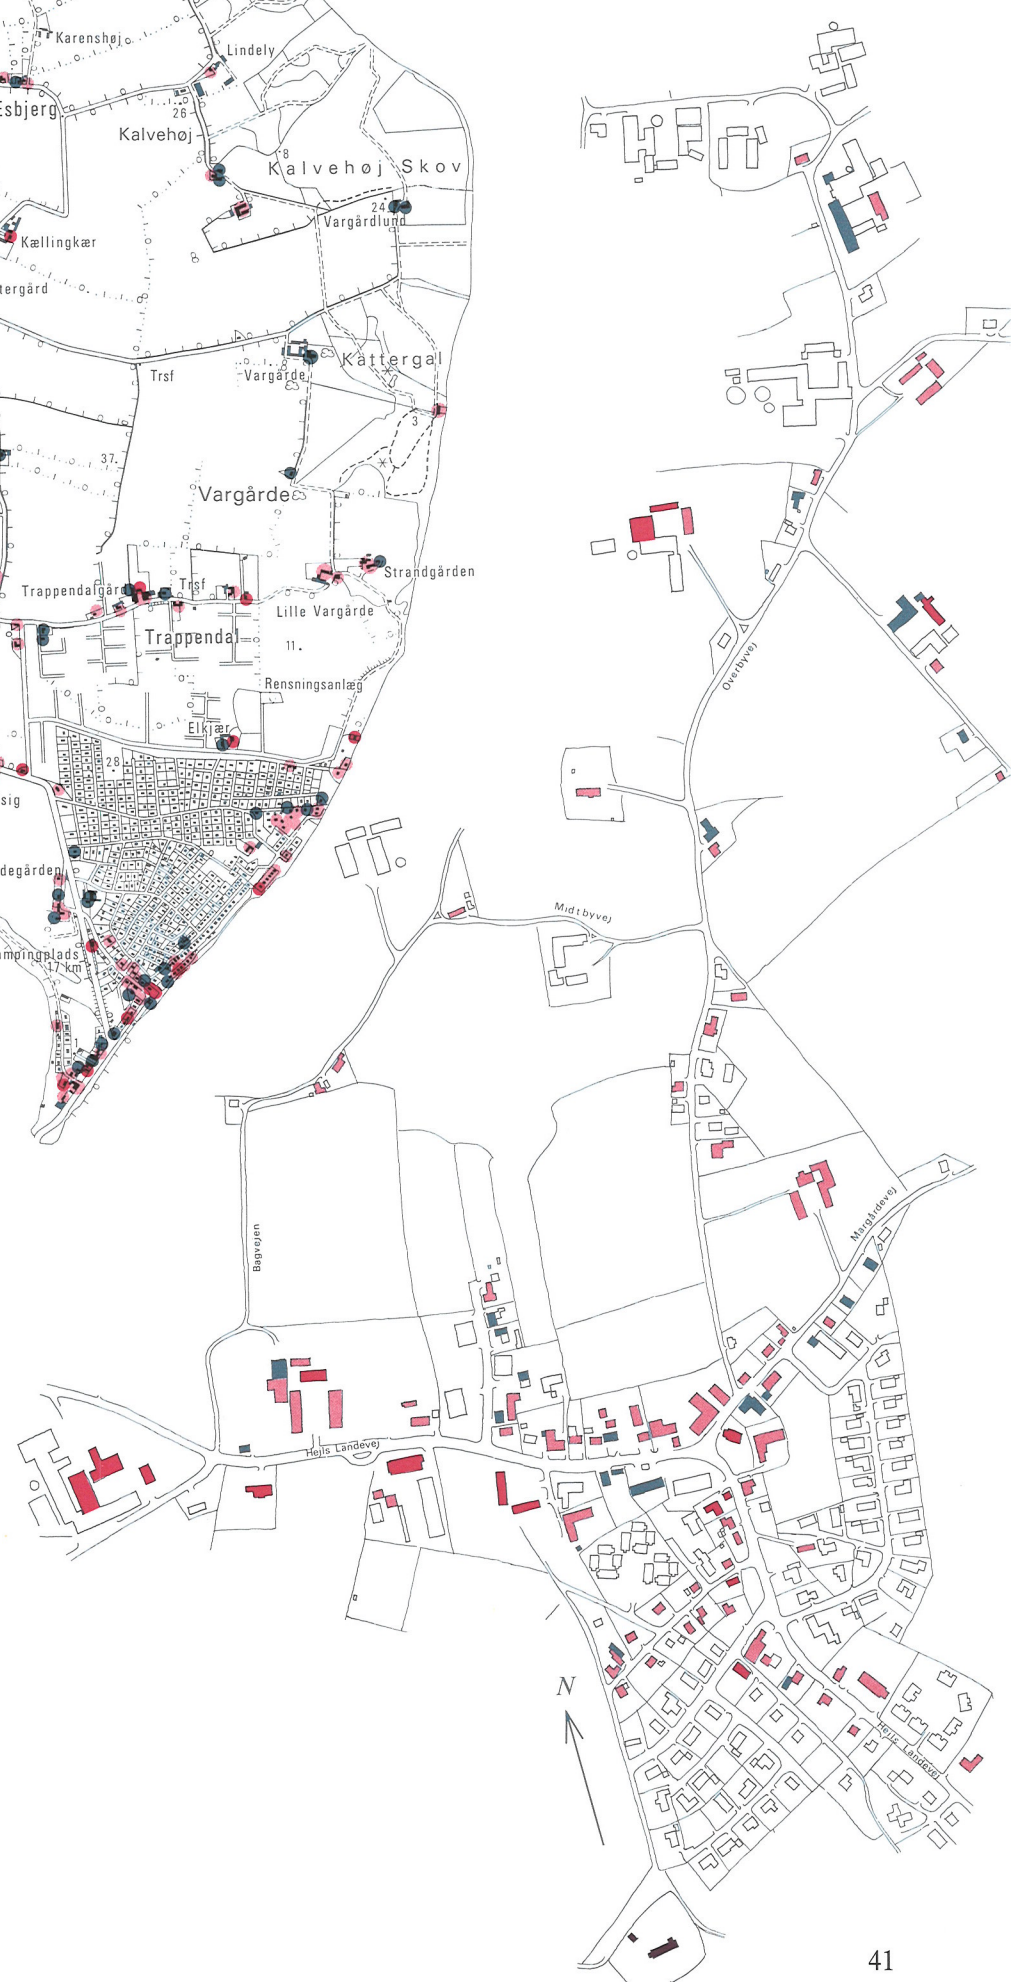 Karenshøj
Lindely
Esbjerg
26
Kalvehøj
8
Kalvehøj Skov
24
Vargårdlund
Kællingkær
tergård
Kattergal
Trsf
Vargårde
3
37.
Vargårde
Trappendalgård
Trsf
Strandgården
Lille Vargårde
Trappendal
11.
Rensningsanlæg
Elkjær
28
sig
degården
mpingplads
17 km
1
Overbyvej
Midtbyvej
Margårdevej
Bagvejen
Hejls Landevej
N
Hejls Landevej
41